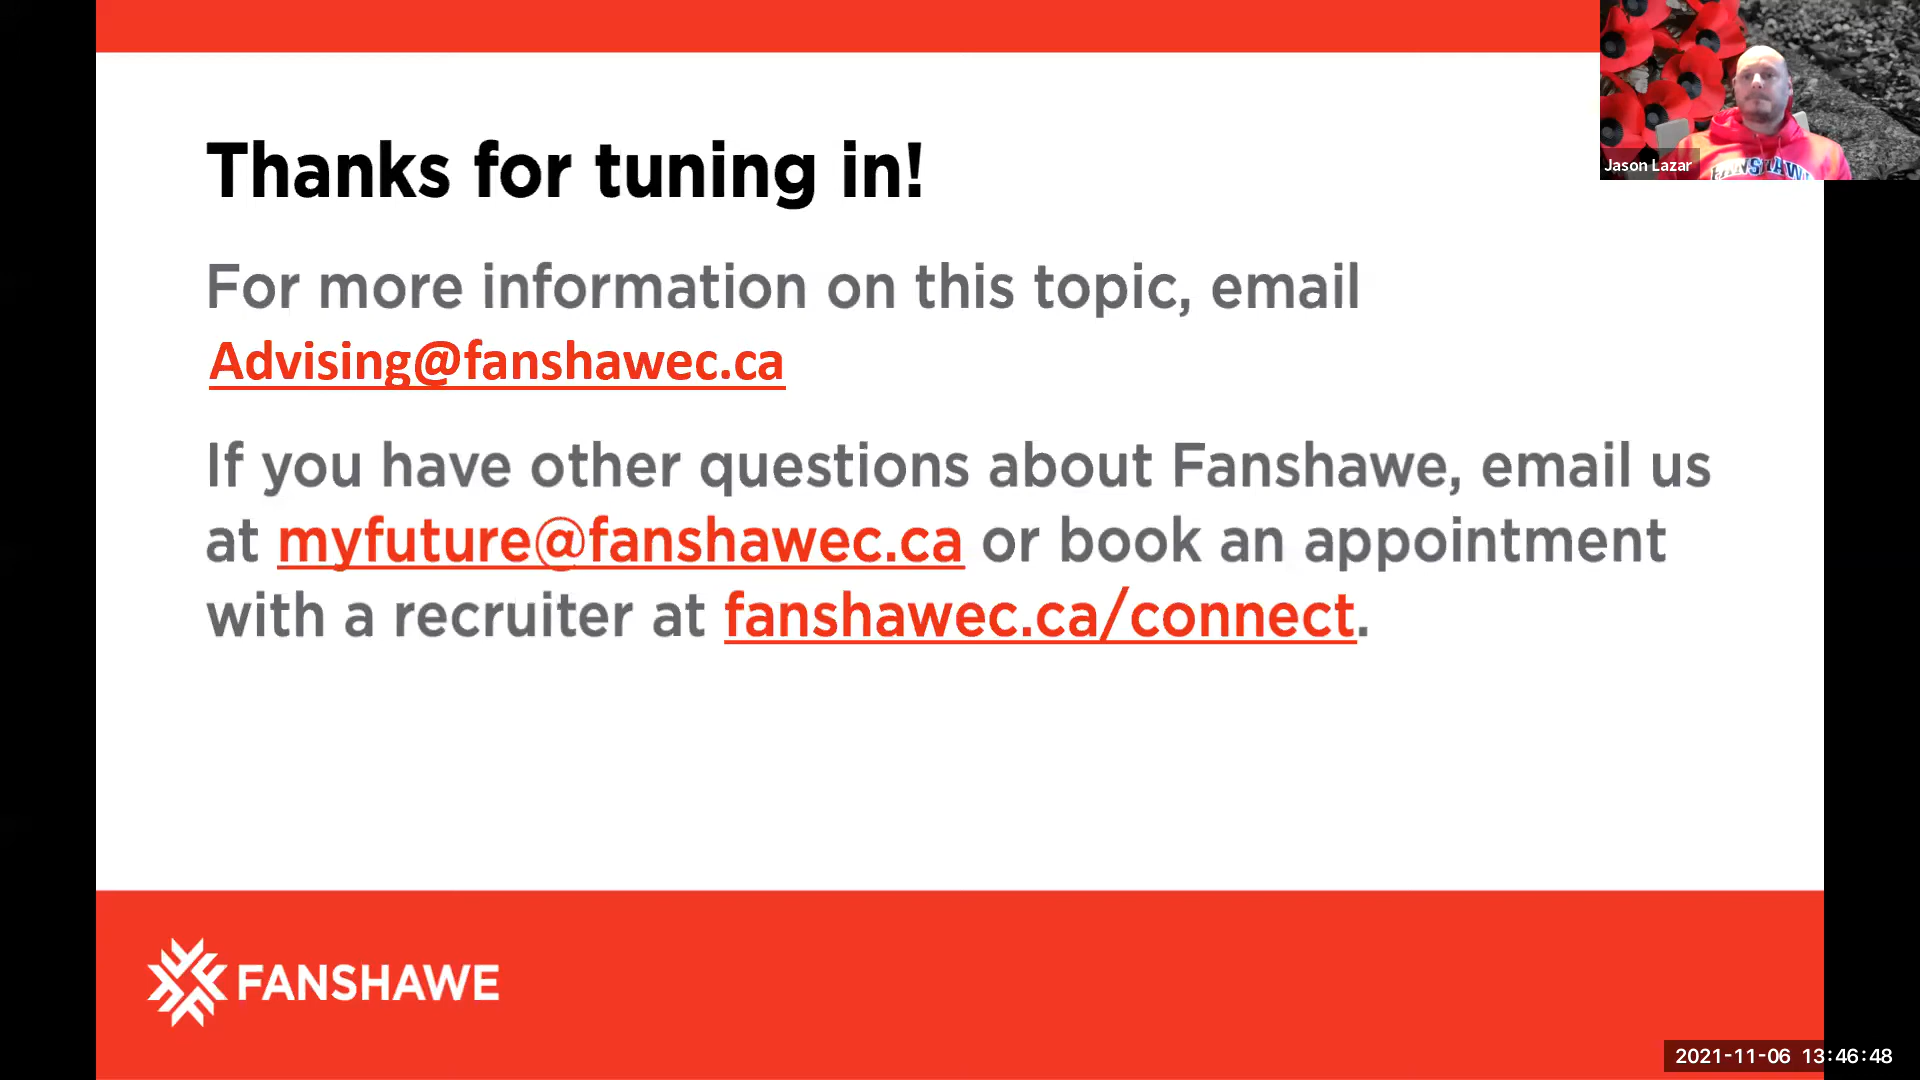 Thanks for tuning in!
For more information on this topic, email
Advising@fanshawec.ca
If you have other questions about Fanshawe, email us
at myfuture@fanshawec.ca or book an appointment
with a recruiter at fanshawec.ca/connect.
Jason Lazar
FANSHAWE
FANSHAWE
2021-11-06 13:46:48